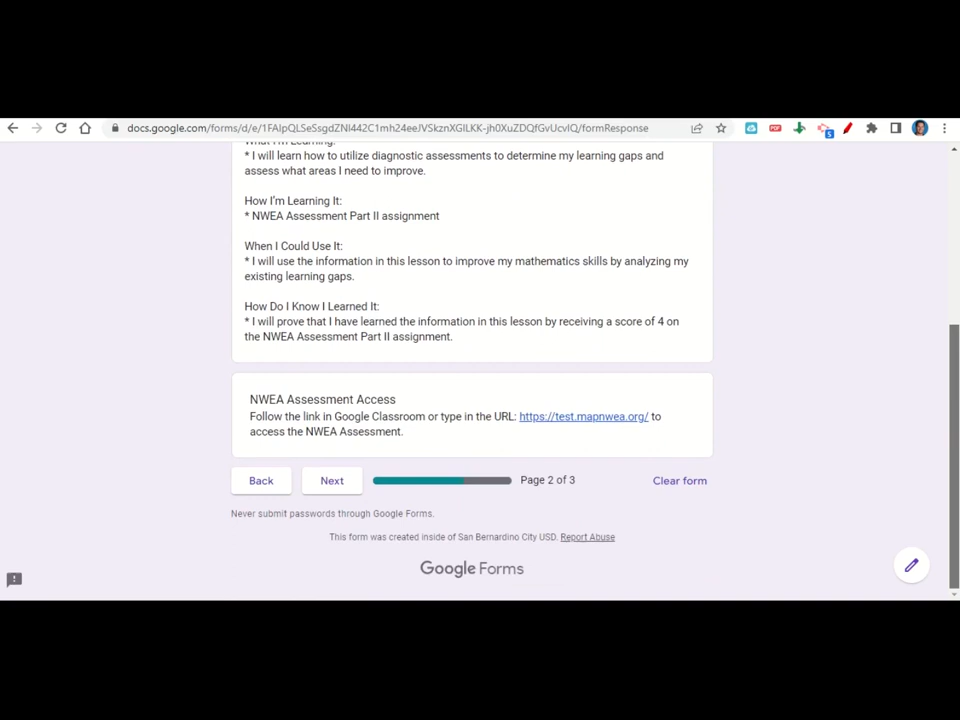 docs.google.com/forms/d/e/1FAIpQLSeSsgdZNI442C1mh24eeJVSkznXGILKK-jh0XuZDQfGvUcvIQ/formResponse
PDF
5
What I'm Learning:
* I will learn how to utilize diagnostic assessments to determine my learning gaps and
assess what areas I need to improve.
How I'm Learning It:
* NWEA Assessment Part II assignment
When I Could Use It:
* I will use the information in this lesson to improve my mathematics skills by analyzing my
existing learning gaps.
How Do I Know I Learned It:
* I will prove that I have learned the information in this lesson by receiving a score of 4 on
the NWEA Assessment Part II assignment.
NWEA Assessment Access
Follow the link in Google Classroom or type in the URL: https://test.mapnwea.org/ to
access the NWEA Assessment.
Back Next Page 2 of 3 Clear form
Never submit passwords through Google Forms.
This form was created inside of San Bernardino City USD. Report Abuse
Google Forms